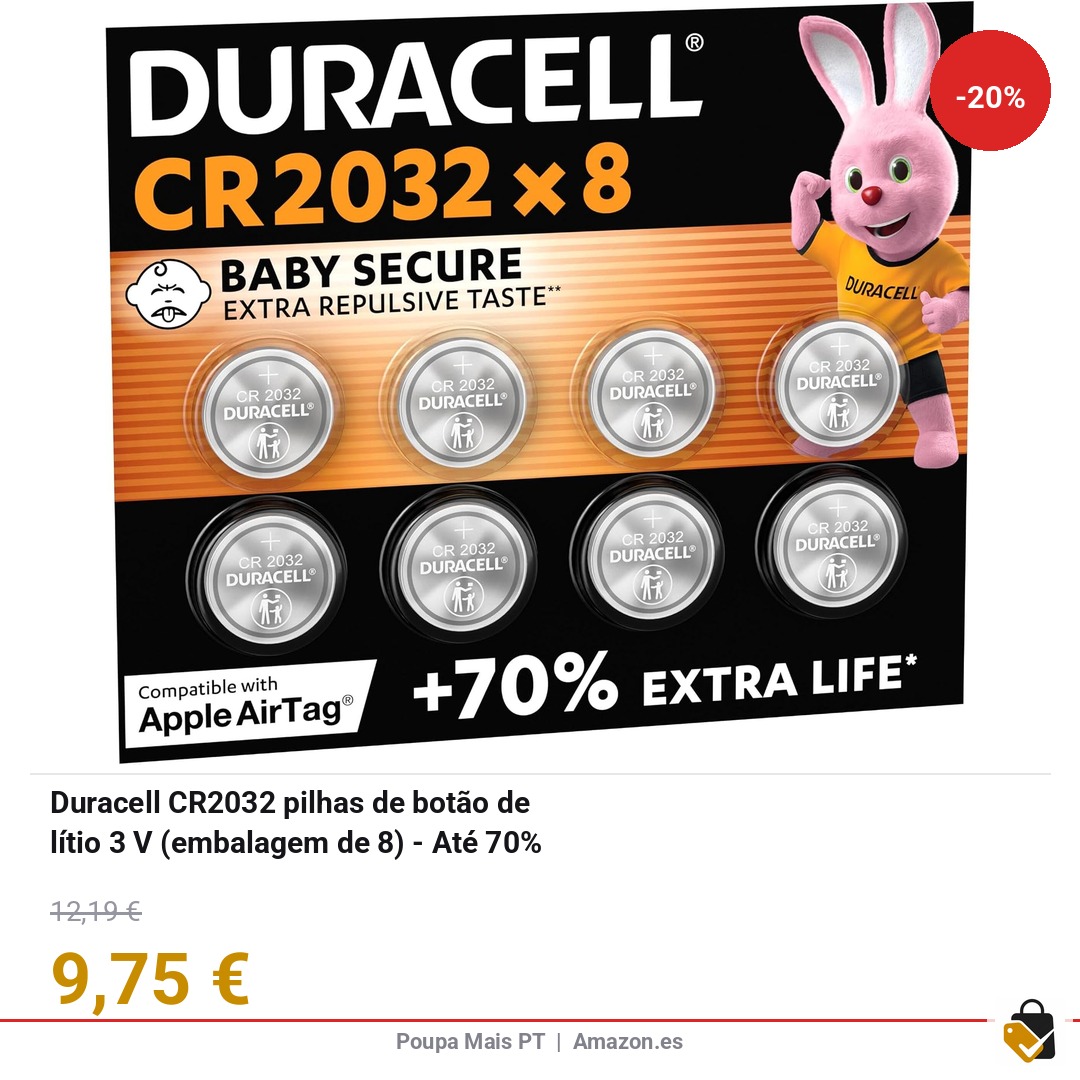 DURACELL®
-20%
CR2032 x 8
BABY SECURE
EXTRA REPULSIVE TASTE**
DURACELL
CR 2032
DURACELL®
CR 2032
DURACELL®
CR 2032
DURACELL®
CR 2032
DURACELL®
CR 2032
DURACELL®
CR 2032
DURACELL®
CR 2032
DURACELL®
CR 2032
DURACELL®
Compatible with
Apple AirTag®
+70% EXTRA LIFE*
Duracell CR2032 pilhas de botão de
lítio 3 V (embalagem de 8) - Até 70%
12,19 €
9,75 €
Poupa Mais PT | Amazon.es